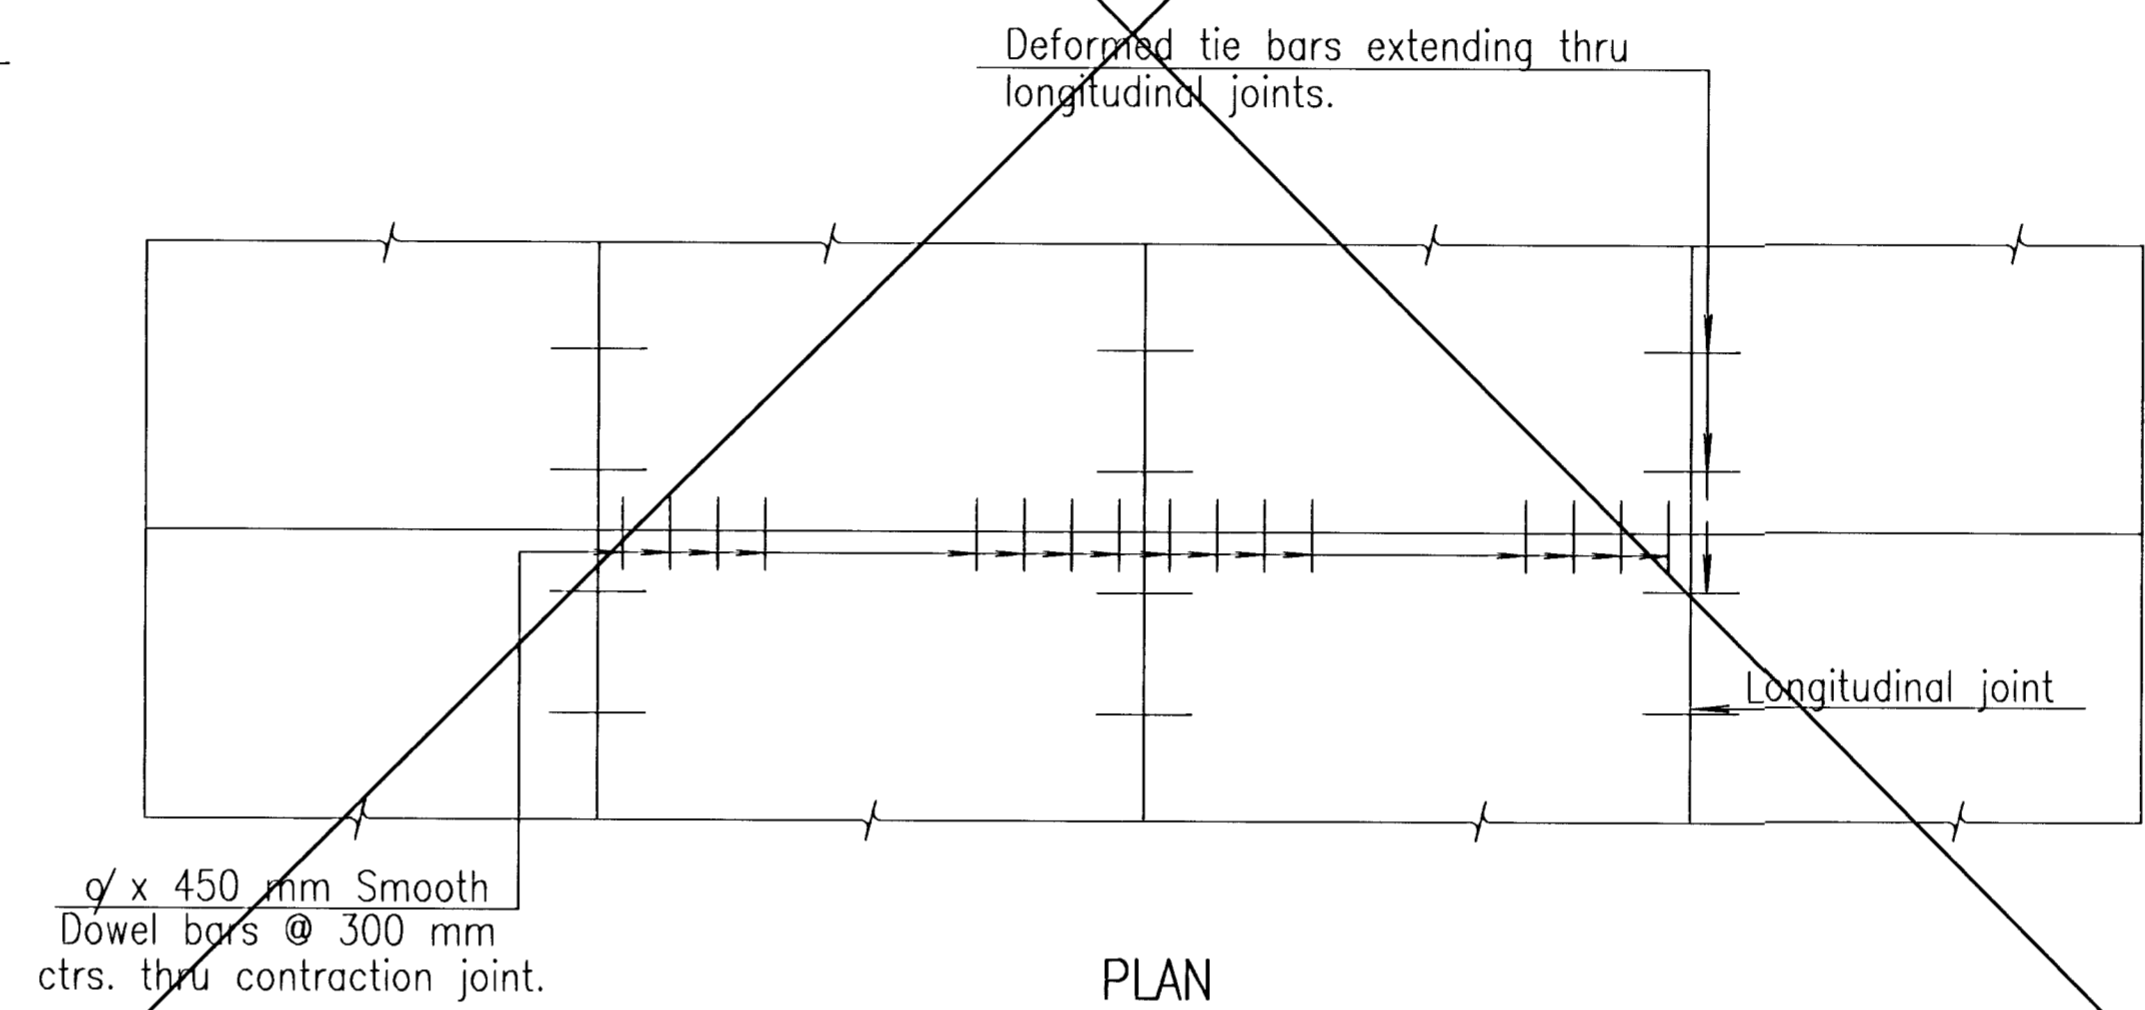 Deformed tie bars extending thru
longitudinal joints.
Longitudinal joint
ø x 450 mm Smooth
Dowel bars @ 300 mm
ctrs. thru contraction joint.
PLAN